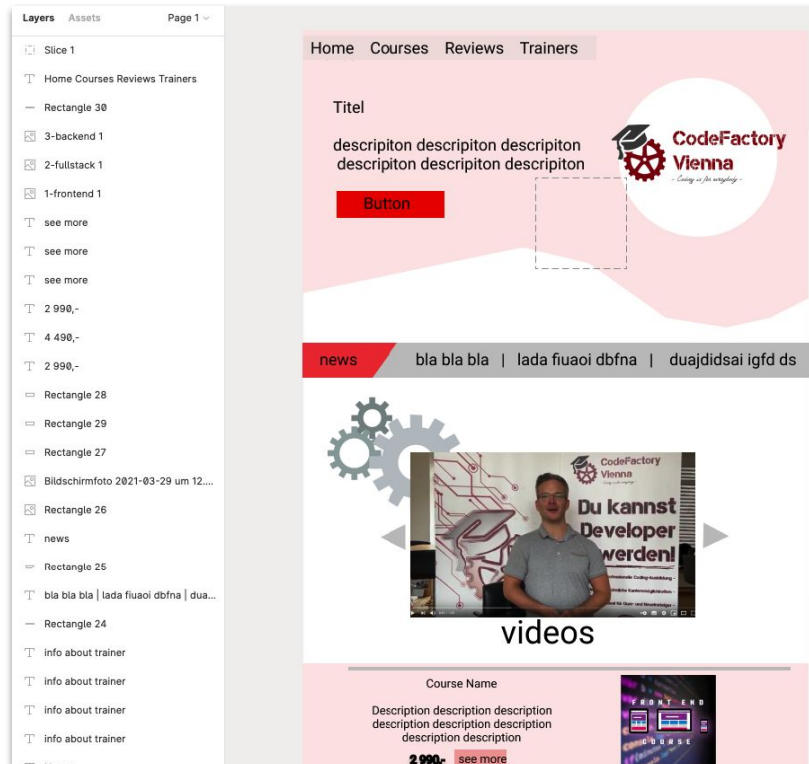 Layers Assets Page 1
Slice 1
Home Courses Reviews Trainers
Rectangle 30
3-backend 1
2-fullstack 1
1-frontend 1
see more
see more
see more
2 990,-
4 490,-
2 990,-
Rectangle 28
Rectangle 29
Rectangle 27
Bildschirmfoto 2021-03-29 um 12....
Rectangle 26
news
Rectangle 25
bla bla bla | lada fiuaoi dbfna | dua...
Rectangle 24
info about trainer
info about trainer
info about trainer
info about trainer
Home Courses Reviews Trainers
Titel
descripiton descripiton descripiton
descripiton descripiton descripiton
Button
CodeFactory
Vienna
- Coding is for everybody -
news
bla bla bla | lada fiuaoi dbfna | duajdidsai igfd ds
CodeFactory
Vienna
Du kannst
Developer
werden!
videos
Course Name
Description description description
description description description
description description
2 990,- see more
FRONT END
COURSE